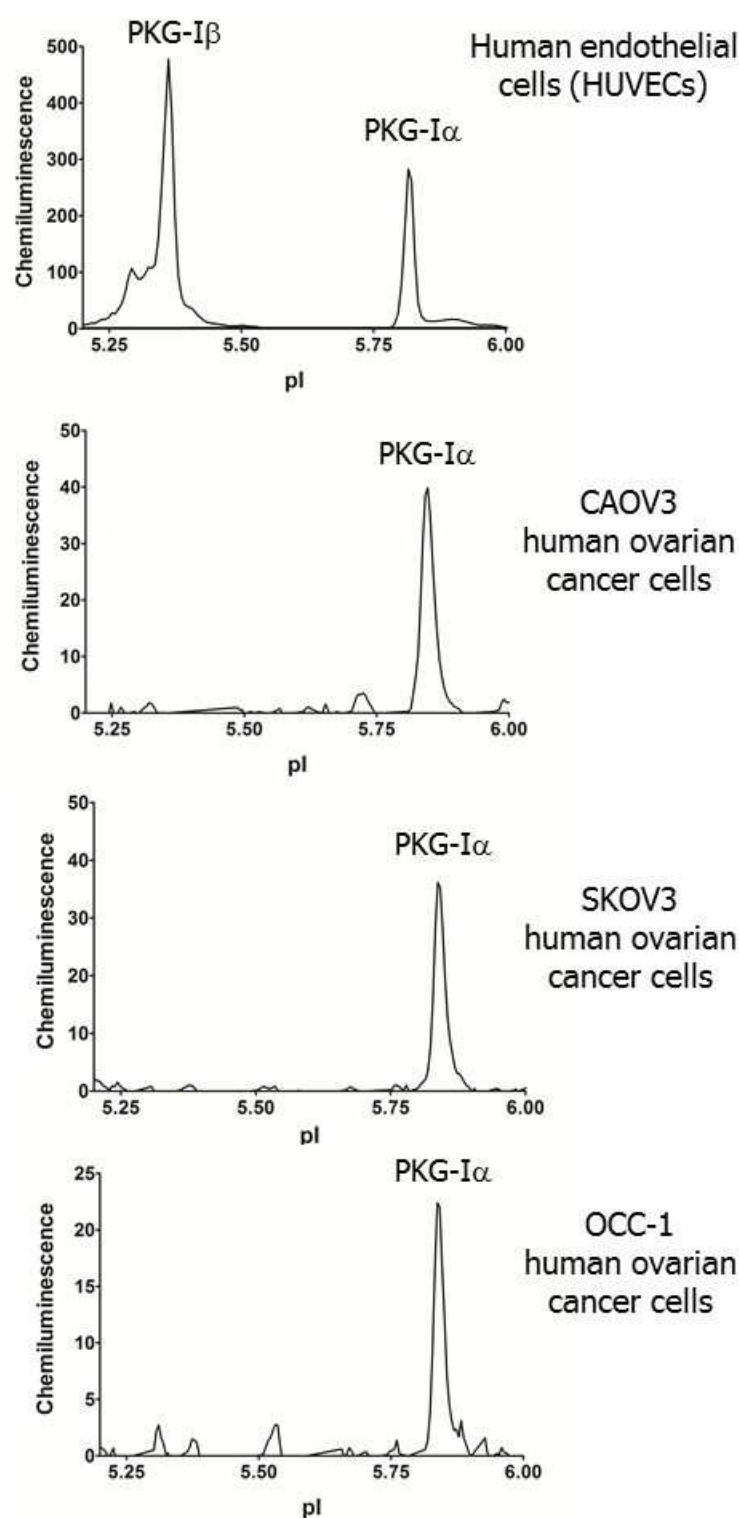 PKG-Iβ
Human endothelial
cells (HUVECs)
PKG-Iα
Chemiluminescence
500
400
300
200
100
0
5.25 5.50 5.75 6.00
pI
PKG-Iα
CAOV3
human ovarian
cancer cells
Chemiluminescence
50
40
30
20
10
0
5.25 5.50 5.75 6.00
pI
PKG-Iα
SKOV3
human ovarian
cancer cells
Chemiluminescence
50
40
30
20
10
0
5.25 5.50 5.75 6.00
pI
PKG-Iα
OCC-1
human ovarian
cancer cells
Chemiluminescence
25
20
15
10
5
0
5.25 5.50 5.75 6.00
pI